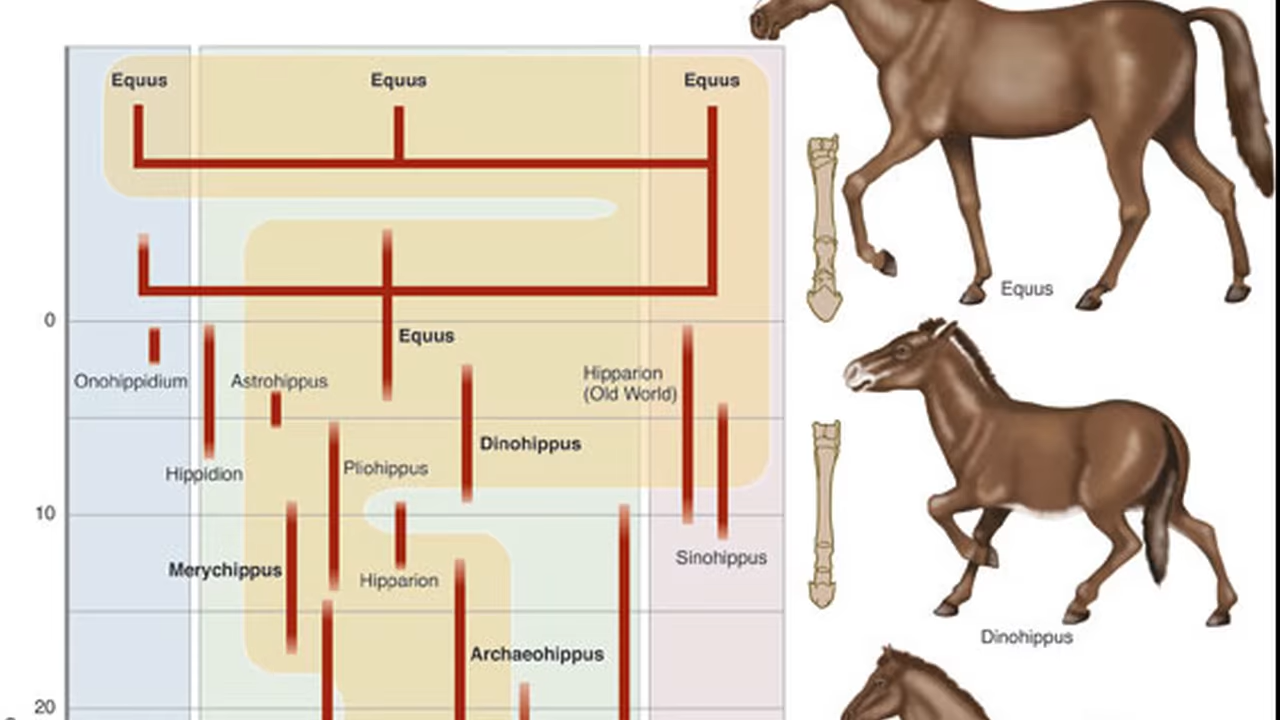 Equus
Equus
Equus
Equus
0
Equus
Onohippidium
Astrohippus
Hipparion
(Old World)
Dinohippus
Pliohippus
Hippidion
10
Sinohippus
Merychippus
Hipparion
Dinohippus
Archaeohippus
20